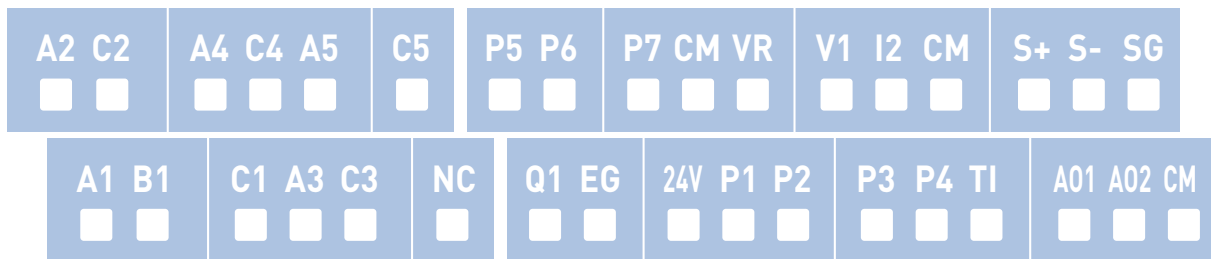 A2 C2 A4 C4 A5 C5 P5 P6 P7 CM VR V1 I2 CM S+ S- SG
A1 B1 C1 A3 C3 NC Q1 EG 24V P1 P2 P3 P4 TI A01 A02 CM